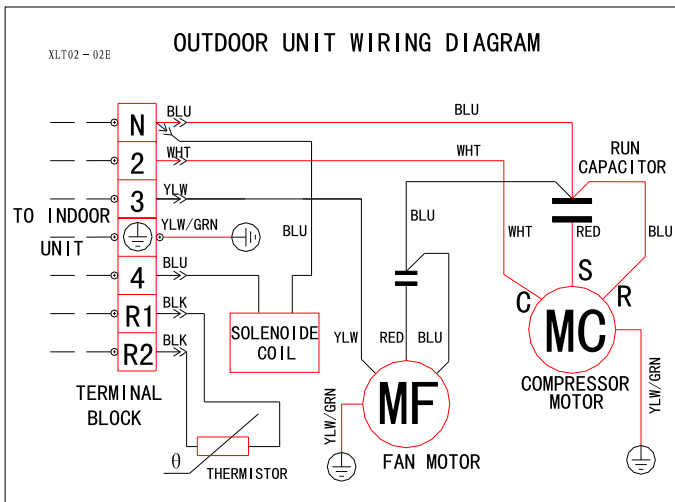 OUTDOOR UNIT WIRING DIAGRAM
XLT02-02E
N
BLU
BLU
2
WHT
WHT
RUN
CAPACITOR
3
YLW
TO INDOOR
UNIT
YLW/GRN
BLU
BLU
WHT
RED
BLU
4
BLU
S
C
R
R1
BLK
SOLENOIDE
COIL
YLW
RED
BLU
MC
R2
BLK
COMPRESSOR
MOTOR
TERMINAL
BLOCK
MF
YLW/GRN
YLW/GRN
θ
THERMISTOR
FAN MOTOR